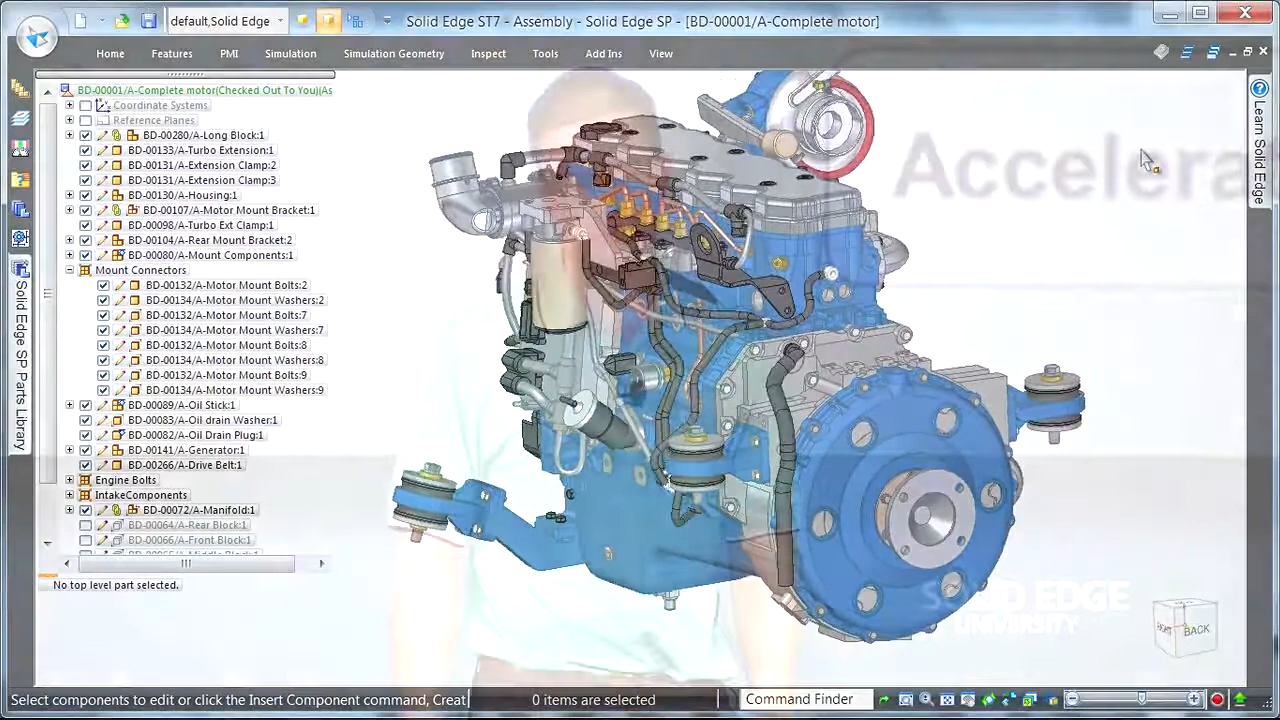 default,Solid Edge
Solid Edge ST7 - Assembly - Solid Edge SP - [BD-00001/A-Complete motor]
Home Features PMI Simulation Simulation Geometry Inspect Tools Add Ins View
BD-00001/A-Complete motor(Checked Out To You)(As
Coordinate Systems
Reference Planes
BD-00280/A-Long Block:1
BD-00133/A-Turbo Extension:1
BD-00131/A-Extension Clamp:2
BD-00131/A-Extension Clamp:3
BD-00130/A-Housing:1
BD-00107/A-Motor Mount Bracket:1
BD-00098/A-Turbo Ext Clamp:1
BD-00104/A-Rear Mount Bracket:2
BD-00080/A-Mount Components:1
Mount Connectors
BD-00132/A-Motor Mount Bolts:2
BD-00134/A-Motor Mount Washers:2
BD-00132/A-Motor Mount Bolts:7
BD-00134/A-Motor Mount Washers:7
BD-00132/A-Motor Mount Bolts:8
BD-00134/A-Motor Mount Washers:8
BD-00132/A-Motor Mount Bolts:9
BD-00134/A-Motor Mount Washers:9
BD-00089/A-Oil Stick:1
BD-00083/A-Oil drain Washer:1
BD-00082/A-Oil Drain Plug:1
BD-00141/A-Generator:1
BD-00266/A-Drive Belt:1
Engine Bolts
IntakeComponents
BD-00072/A-Manifold:1
BD-00064/A-Rear Block:1
BD-00066/A-Front Block:1
No top level part selected.
Solid Edge SP Parts Library
Learn Solid Edge
Accelera
SOLID EDGE
UNIVERSITY
BACK
Select components to edit or click the Insert Component command, Creat
0 items are selected
Command Finder